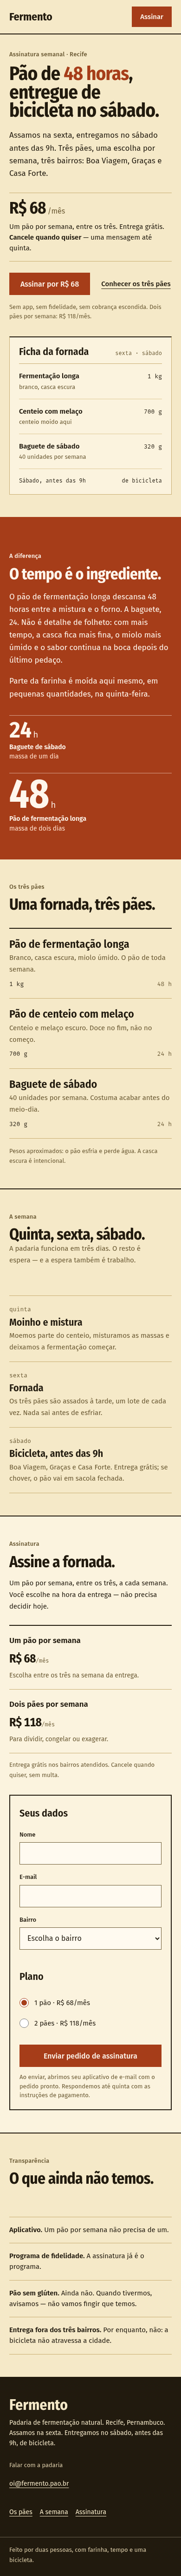 Fermento
Assinar
Assinatura semanal · Recife
Pão de 48 horas,
entregue de
bicicleta no sábado.
Assamos na sexta, entregamos no sábado
antes das 9h. Três pães, uma escolha por
semana, três bairros: Boa Viagem, Graças e
Casa Forte.
R$ 68 /mês
Um pão por semana, entre os três. Entrega grátis.
Cancele quando quiser — uma mensagem até
quinta.
Assinar por R$ 68
Conhecer os três pães
Sem app, sem fidelidade, sem cobrança escondida. Dois
pães por semana: R$ 118/mês.
Ficha da fornada
sexta · sábado
Fermentação longa
1 kg
branco, casca escura
Centeio com melaço
700 g
centeio moído aqui
Baguete de sábado
320 g
40 unidades por semana
Sábado, antes das 9h
de bicicleta
A diferença
O tempo é o ingrediente.
O pão de fermentação longa descansa 48
horas entre a mistura e o forno. A baguete,
24. Não é detalhe de folheto: com mais
tempo, a casca fica mais fina, o miolo mais
úmido e o sabor continua na boca depois do
último pedaço.
Parte da farinha é moída aqui mesmo, em
pequenas quantidades, na quinta-feira.
24 h
Baguete de sábado
massa de um dia
48 h
Pão de fermentação longa
massa de dois dias
Os três pães
Uma fornada, três pães.
Pão de fermentação longa
Branco, casca escura, miolo úmido. O pão de toda
semana.
1 kg
48 h
Pão de centeio com melaço
Centeio e melaço escuro. Doce no fim, não no
começo.
700 g
24 h
Baguete de sábado
40 unidades por semana. Costuma acabar antes do
meio-dia.
320 g
24 h
Pesos aproximados: o pão esfria e perde água. A casca
escura é intencional.
A semana
Quinta, sexta, sábado.
A padaria funciona em três dias. O resto é
espera — e a espera também é trabalho.
quinta
Moinho e mistura
Moemos parte do centeio, misturamos as massas e
deixamos a fermentação começar.
sexta
Fornada
Os três pães são assados à tarde, um lote de cada
vez. Nada sai antes de esfriar.
sábado
Bicicleta, antes das 9h
Boa Viagem, Graças e Casa Forte. Entrega grátis; se
chover, o pão vai em sacola fechada.
Assinatura
Assine a fornada.
Um pão por semana, entre os três, a cada semana.
Você escolhe na hora da entrega — não precisa
decidir hoje.
Um pão por semana
R$ 68/mês
Escolha entre os três na semana da entrega.
Dois pães por semana
R$ 118/mês
Para dividir, congelar ou exagerar.
Entrega grátis nos bairros atendidos. Cancele quando
quiser, sem multa.
Seus dados
Nome
E-mail
Bairro
Escolha o bairro
Plano
1 pão · R$ 68/mês
2 pães · R$ 118/mês
Enviar pedido de assinatura
Ao enviar, abrimos seu aplicativo de e-mail com o
pedido pronto. Respondemos até quinta com as
instruções de pagamento.
Transparência
O que ainda não temos.
Aplicativo. Um pão por semana não precisa de um.
Programa de fidelidade. A assinatura já é o
programa.
Pão sem glúten. Ainda não. Quando tivermos,
avisamos — não vamos fingir que temos.
Entrega fora dos três bairros. Por enquanto, não: a
bicicleta não atravessa a cidade.
Fermento
Padaria de fermentação natural. Recife, Pernambuco.
Assamos na sexta. Entregamos no sábado, antes das
9h, de bicicleta.
Falar com a padaria
oi@fermento.pao.br
Os pães
A semana
Assinatura
Feito por duas pessoas, com farinha, tempo e uma
bicicleta.